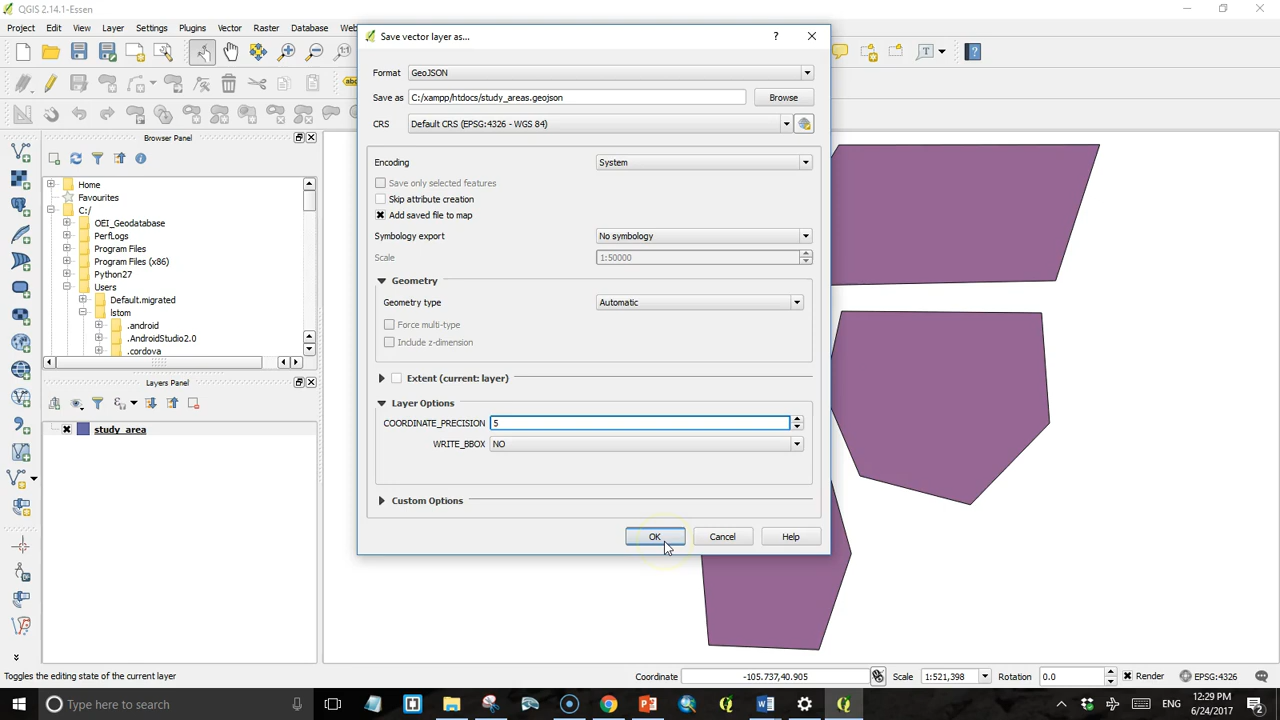 QGIS 2.14.1-Essen
Project Edit View Layer Settings Plugins Vector Raster Database Web
Save vector layer as...
Format GeoJSON
Save as C:/xampp/htdocs/study_areas.geojson Browse
CRS Default CRS (EPSG:4326 - WGS 84)
Encoding System
Save only selected features
Skip attribute creation
Add saved file to map
Symbology export No symbology
Scale 1:50000
Geometry
Geometry type Automatic
Force multi-type
Include z-dimension
Extent (current: layer)
Layer Options
COORDINATE_PRECISION 5
WRITE_BBOX NO
Custom Options
OK Cancel Help
Browser Panel
Home
Favourites
C:/
OEI_Geodatabase
PerfLogs
Program Files
Program Files (x86)
Python27
Users
Default.migrated
lstom
.android
.AndroidStudio2.0
.cordova
Layers Panel
study_area
Toggles the editing state of the current layer
Coordinate -105.737,40.905 Scale 1:521,398 Rotation 0.0 Render EPSG:4326
Type here to search
ENG
12:29 PM
6/24/2017